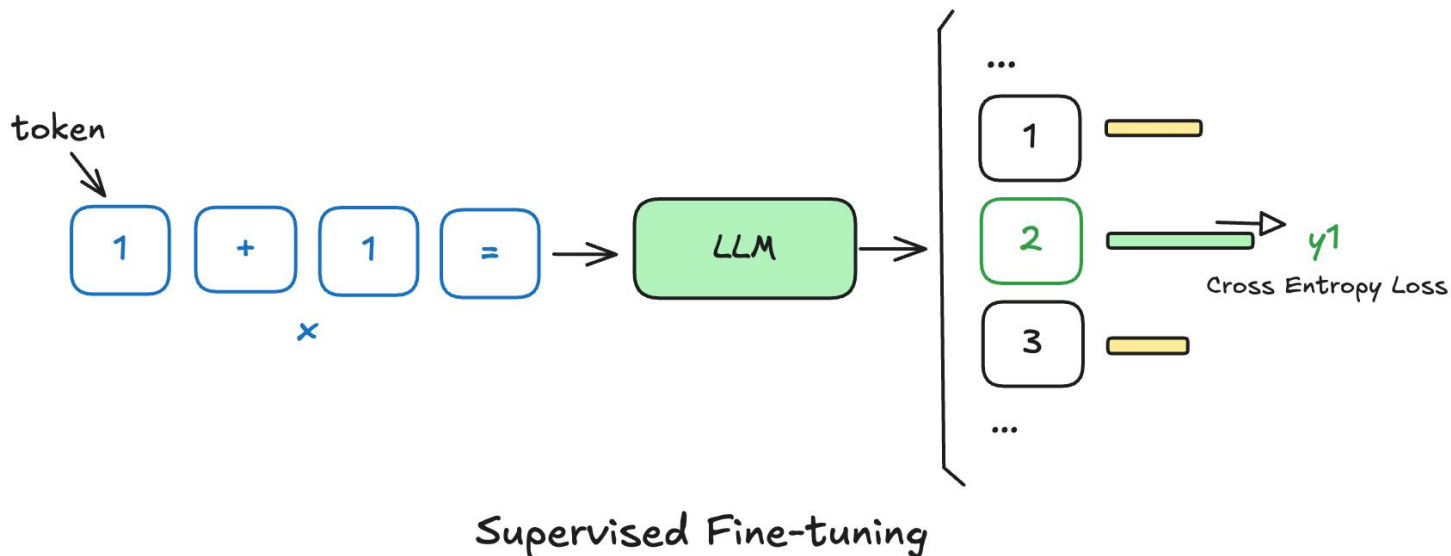 token
1 + 1 =
x
LLM
...
1
2
3
...
y1
Cross Entropy Loss
Supervised Fine-tuning